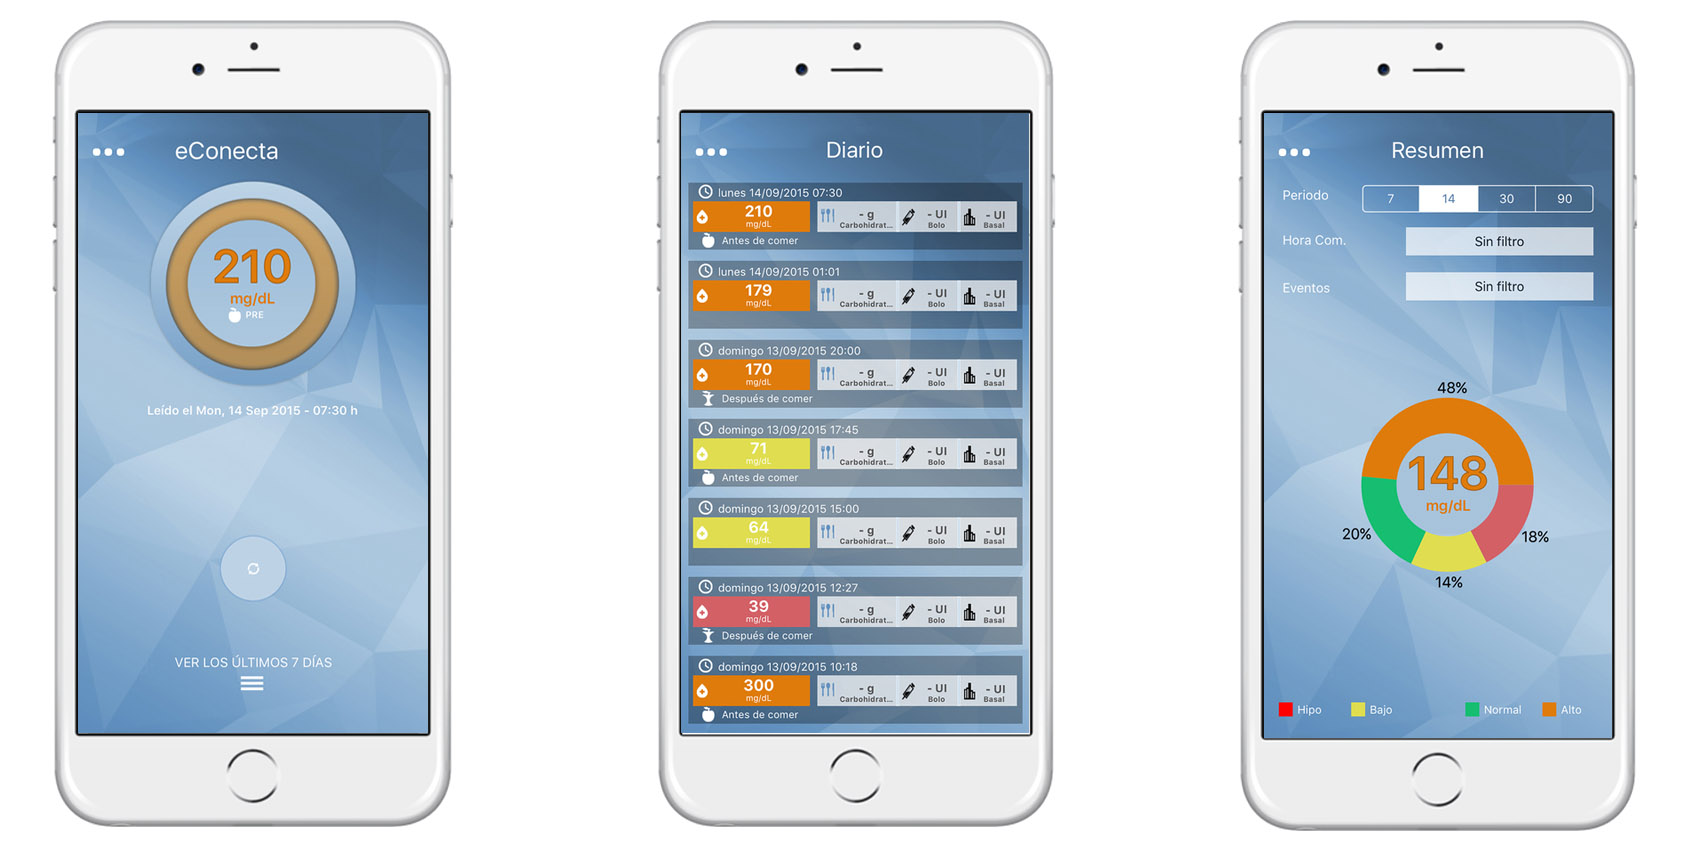 eConecta
210
mg/dL
PRE
Leído el Mon, 14 Sep 2015 - 07:30 h
VER LOS ÚLTIMOS 7 DÍAS
Diario
lunes 14/09/2015 07:30
210 - g - UI - UI
mg/dL Carbohidrat... Bolo Basal
Antes de comer
lunes 14/09/2015 01:01
179 - g - UI - UI
mg/dL Carbohidrat... Bolo Basal
domingo 13/09/2015 20:00
170 - g - UI - UI
mg/dL Carbohidrat... Bolo Basal
Después de comer
domingo 13/09/2015 17:45
71 - g - UI - UI
mg/dL Carbohidrat... Bolo Basal
Antes de comer
domingo 13/09/2015 15:00
64 - g - UI - UI
mg/dL Carbohidrat... Bolo Basal
domingo 13/09/2015 12:27
39 - g - UI - UI
mg/dL Carbohidrat... Bolo Basal
Después de comer
domingo 13/09/2015 10:18
300 - g - UI - UI
mg/dL Carbohidrat... Bolo Basal
Antes de comer
Resumen
Periodo 7 14 30 90
Hora Com. Sin filtro
Eventos Sin filtro
48%
148
mg/dL
20% 18%
14%
Hipo Bajo Normal Alto